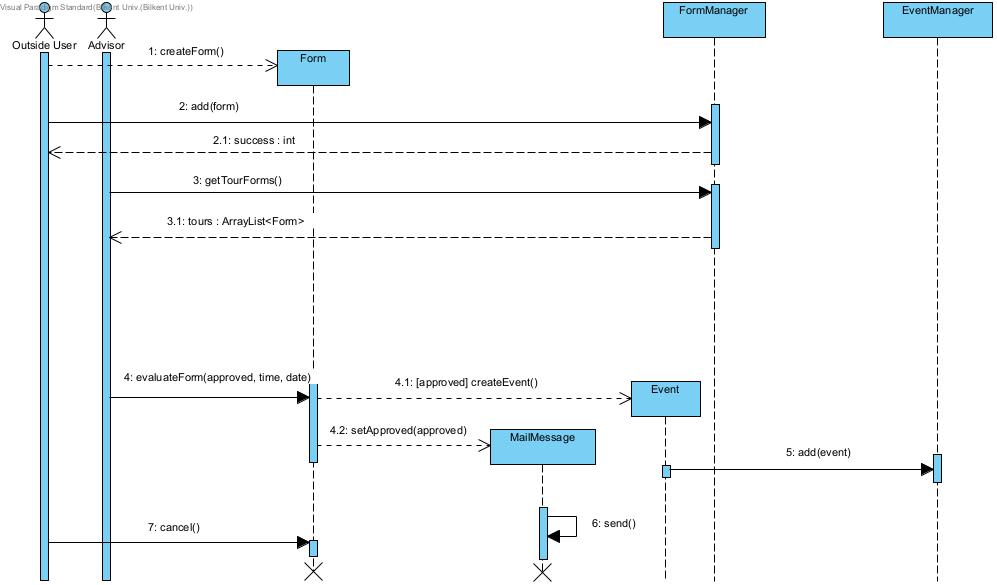 Visual Paradigm Standard(Bilkent Univ.(Bilkent Univ.))
FormManager
EventManager
Outside User
Advisor
1: createForm()
Form
2: add(form)
2.1: success : int
3: getTourForms()
3.1: tours : ArrayList<Form>
4: evaluateForm(approved, time, date)
4.1: [approved] createEvent()
Event
4.2: setApproved(approved)
MailMessage
5: add(event)
6: send()
7: cancel()